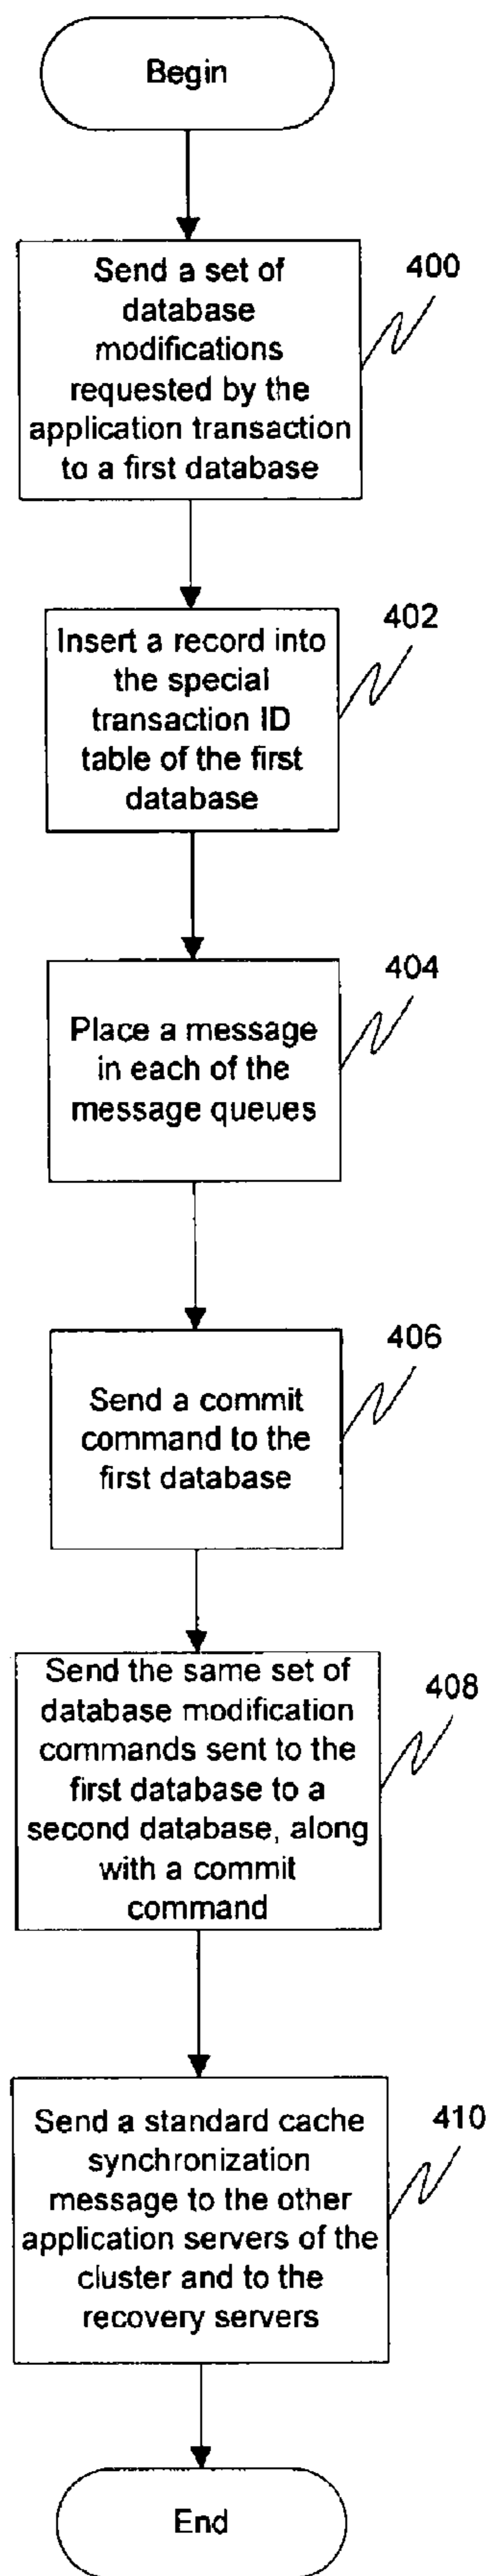 Begin
400
Send a set of
database
modifications
requested by the
application transaction
to a first database
402
Insert a record into
the special
transaction ID
table of the first
database
404
Place a message
in each of the
message queues
406
Send a commit
command to the
first database
408
Send the same set of
database modification
commands sent to the
first database to a
second database, along
with a commit
command
410
Send a standard cache
synchronization
message to the other
application servers of the
cluster and to the
recovery servers
End